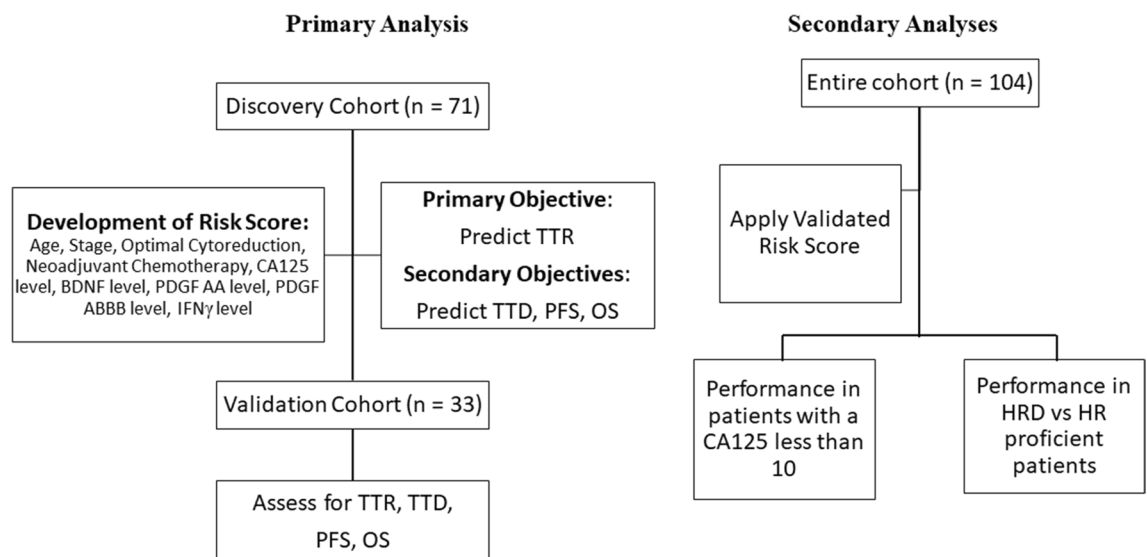 Primary Analysis
Discovery Cohort (n = 71)
Development of Risk Score:
Age, Stage, Optimal Cytoreduction,
Neoadjuvant Chemotherapy, CA125
level, BDNF level, PDGF AA level, PDGF
ABBB level, IFNγ level
Primary Objective:
Predict TTR
Secondary Objectives:
Predict TTD, PFS, OS
Validation Cohort (n = 33)
Assess for TTR, TTD,
PFS, OS
Secondary Analyses
Entire cohort (n = 104)
Apply Validated
Risk Score
Performance in
patients with a
CA125 less than
10
Performance in
HRD vs HR
proficient
patients